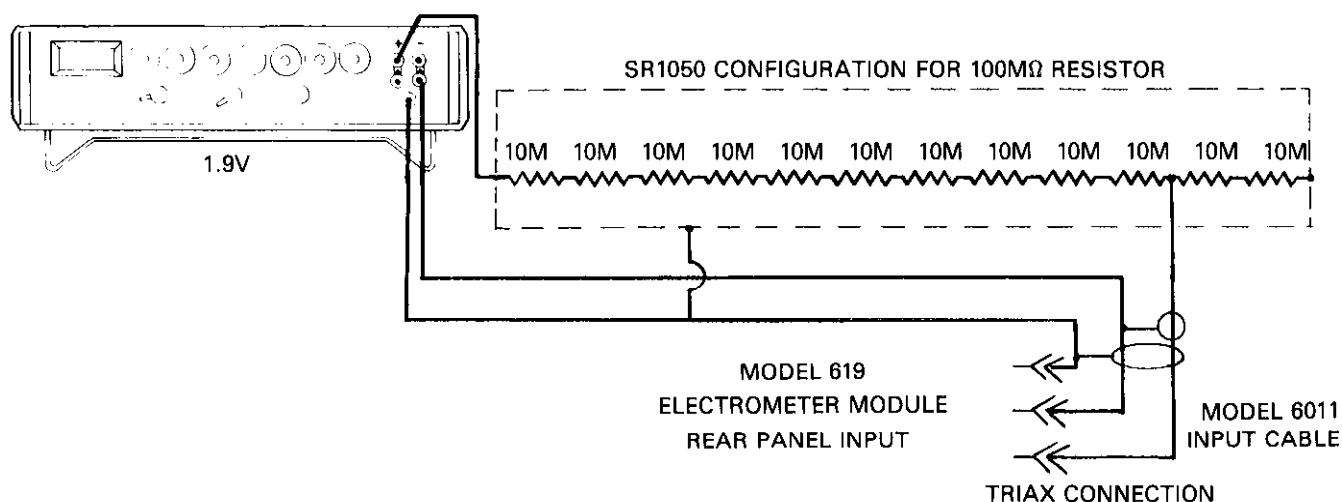 SR1050 CONFIGURATION FOR 100MΩ RESISTOR
1.9V
10M 10M 10M 10M 10M 10M 10M 10M 10M 10M 10M 10M
MODEL 619
ELECTROMETER MODULE
REAR PANEL INPUT
MODEL 6011
INPUT CABLE
TRIAX CONNECTION